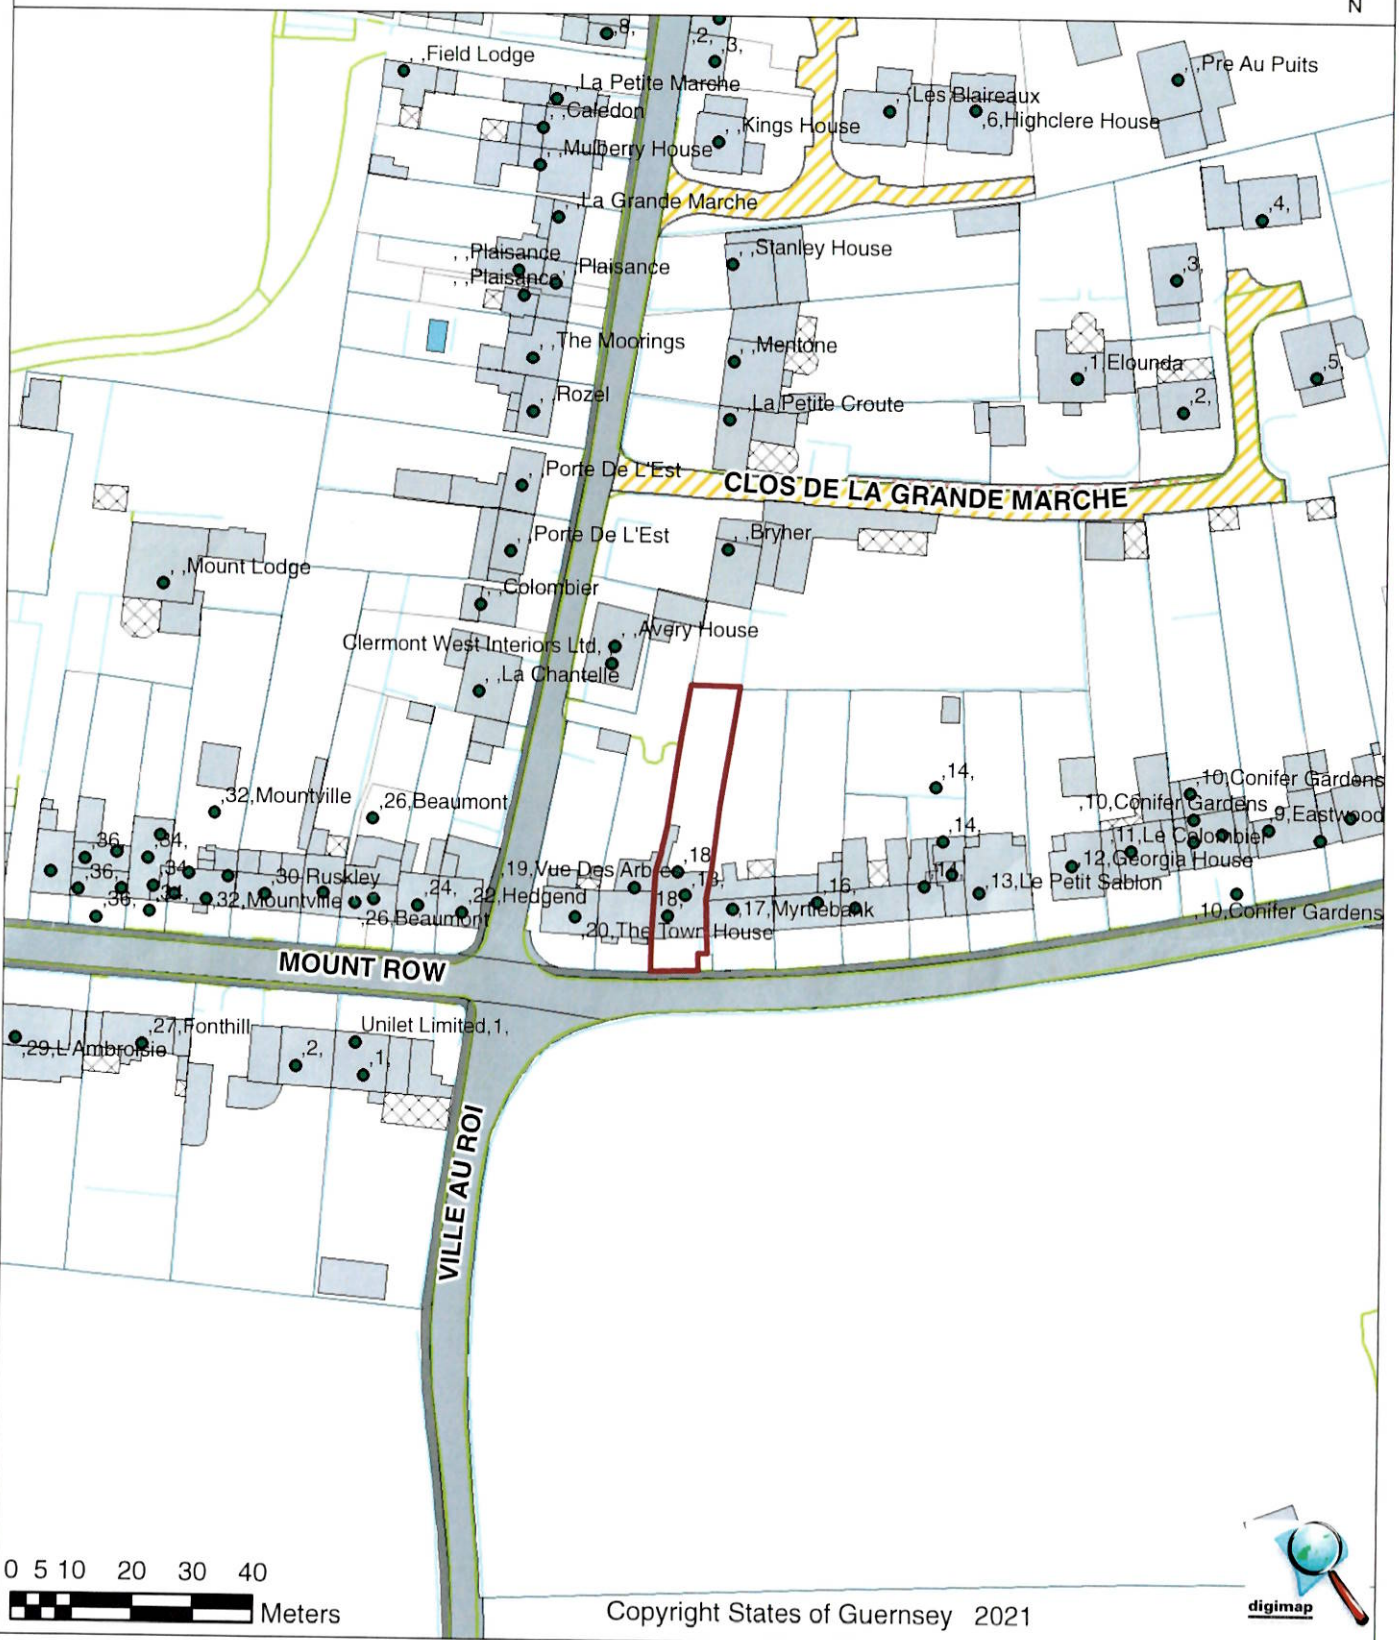 N
,8,
,2,
,3,
, ,Field Lodge
, ,La Petite Marche
, ,Caledon
, ,Mulberry House
, ,Kings House
, ,Les Blaireaux
,6,Highclere House
, ,Pre Au Puits
, ,La Grande Marche
,4,
, ,Plaisance
, ,Plaisance
, ,Plaisance
, ,Stanley House
,3,
, ,The Moorings
, ,Mentone
,1,Elounda
,5,
, ,Rozel
, ,La Petite Croute
,2,
, ,Porte De L'Est
CLOS DE LA GRANDE MARCHE
, ,Porte De L'Est
, ,Bryher
, ,Mount Lodge
, ,Colombier
, ,Avery House
Clermont West Interiors Ltd, ,
, ,La Chantelle
,14,
,10,Conifer Gardens
,32,Mountville
,26,Beaumont
,10,Conifer Gardens
,9,Eastwood
,14,
,36,
,34,
,11,Le Colombier
,18,
,12,Georgia House
,36,
,34,
,30 Ruskley
,19,Vue Des Arbres
,18,
,14,
,13,Le Petit Sablon
,36,
,34,
,32,Mountville
,24,
,22,Hedgend
,18,
,16,
,17,Myrtlebank
,26,Beaumont
,20,The Town House
,10,Conifer Gardens
MOUNT ROW
,27,Fonthill
Unilet Limited,1,
,29,L'Ambroisie
,2,
,1,
VILLE AU ROI
0 5 10 20 30 40
Meters
Copyright States of Guernsey 2021
digimap